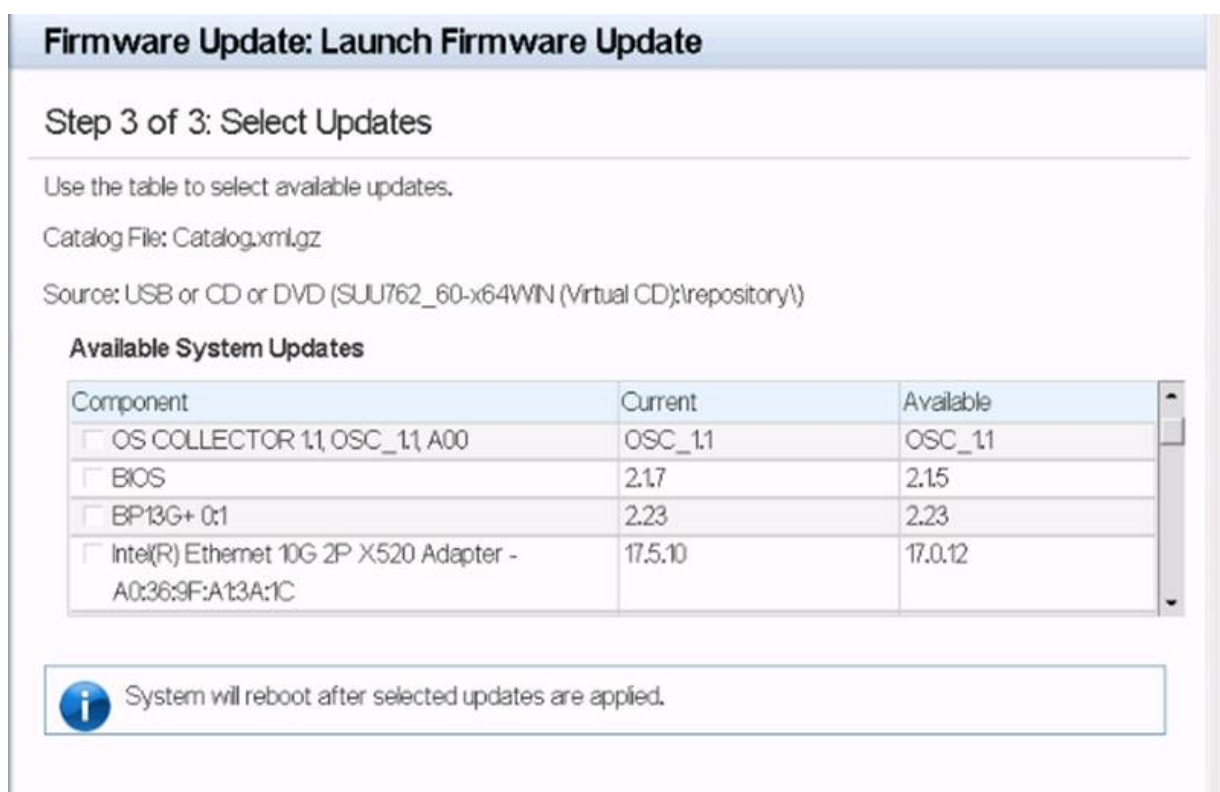 Firmware Update: Launch Firmware Update
Step 3 of 3: Select Updates
Use the table to select available updates.
Catalog File: Catalog.xml.gz
Source: USB or CD or DVD (SUU762_60-x64WIN (Virtual CD):\repository\)
Available System Updates
Component Current Available
OS COLLECTOR 1.1, OSC_1.1, A00 OSC_1.1 OSC_1.1
BIOS 2.1.7 2.1.5
BP13G+ 0:1 2.23 2.23
Intel(R) Ethernet 10G 2P X520 Adapter - 17.5.10 17.0.12
A0:36:9F:A1:3A:1C
System will reboot after selected updates are applied.